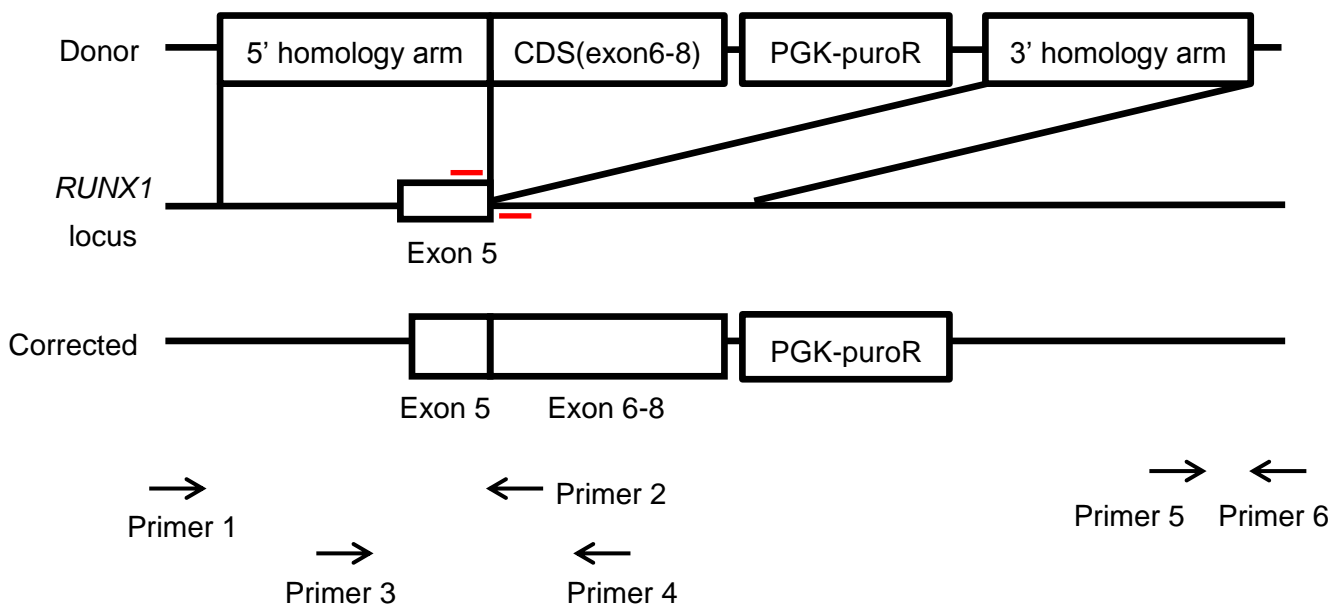 Donor
5’ homology arm
CDS(exon6-8)
PGK-puroR
3’ homology arm
RUNX1
locus
Exon 5
Corrected
PGK-puroR
Exon 5
Exon 6-8
Primer 1
Primer 2
Primer 5
Primer 6
Primer 3
Primer 4